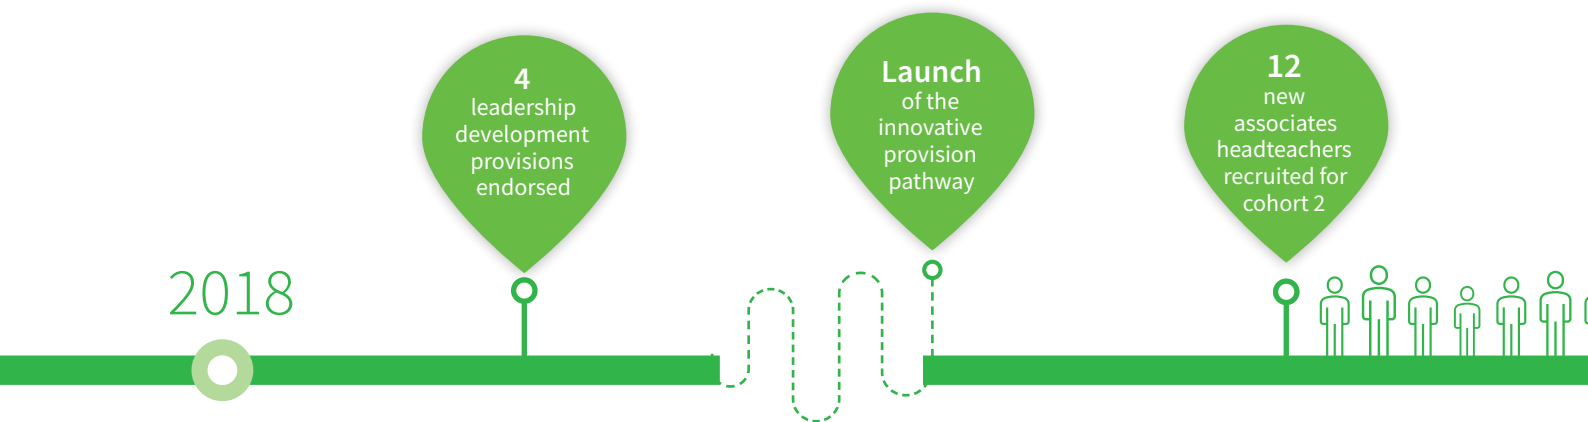 2018
4
leadership
development
provisions
endorsed
Launch
of the
innovative
provision
pathway
12
new
associates
headteachers
recruited for
cohort 2